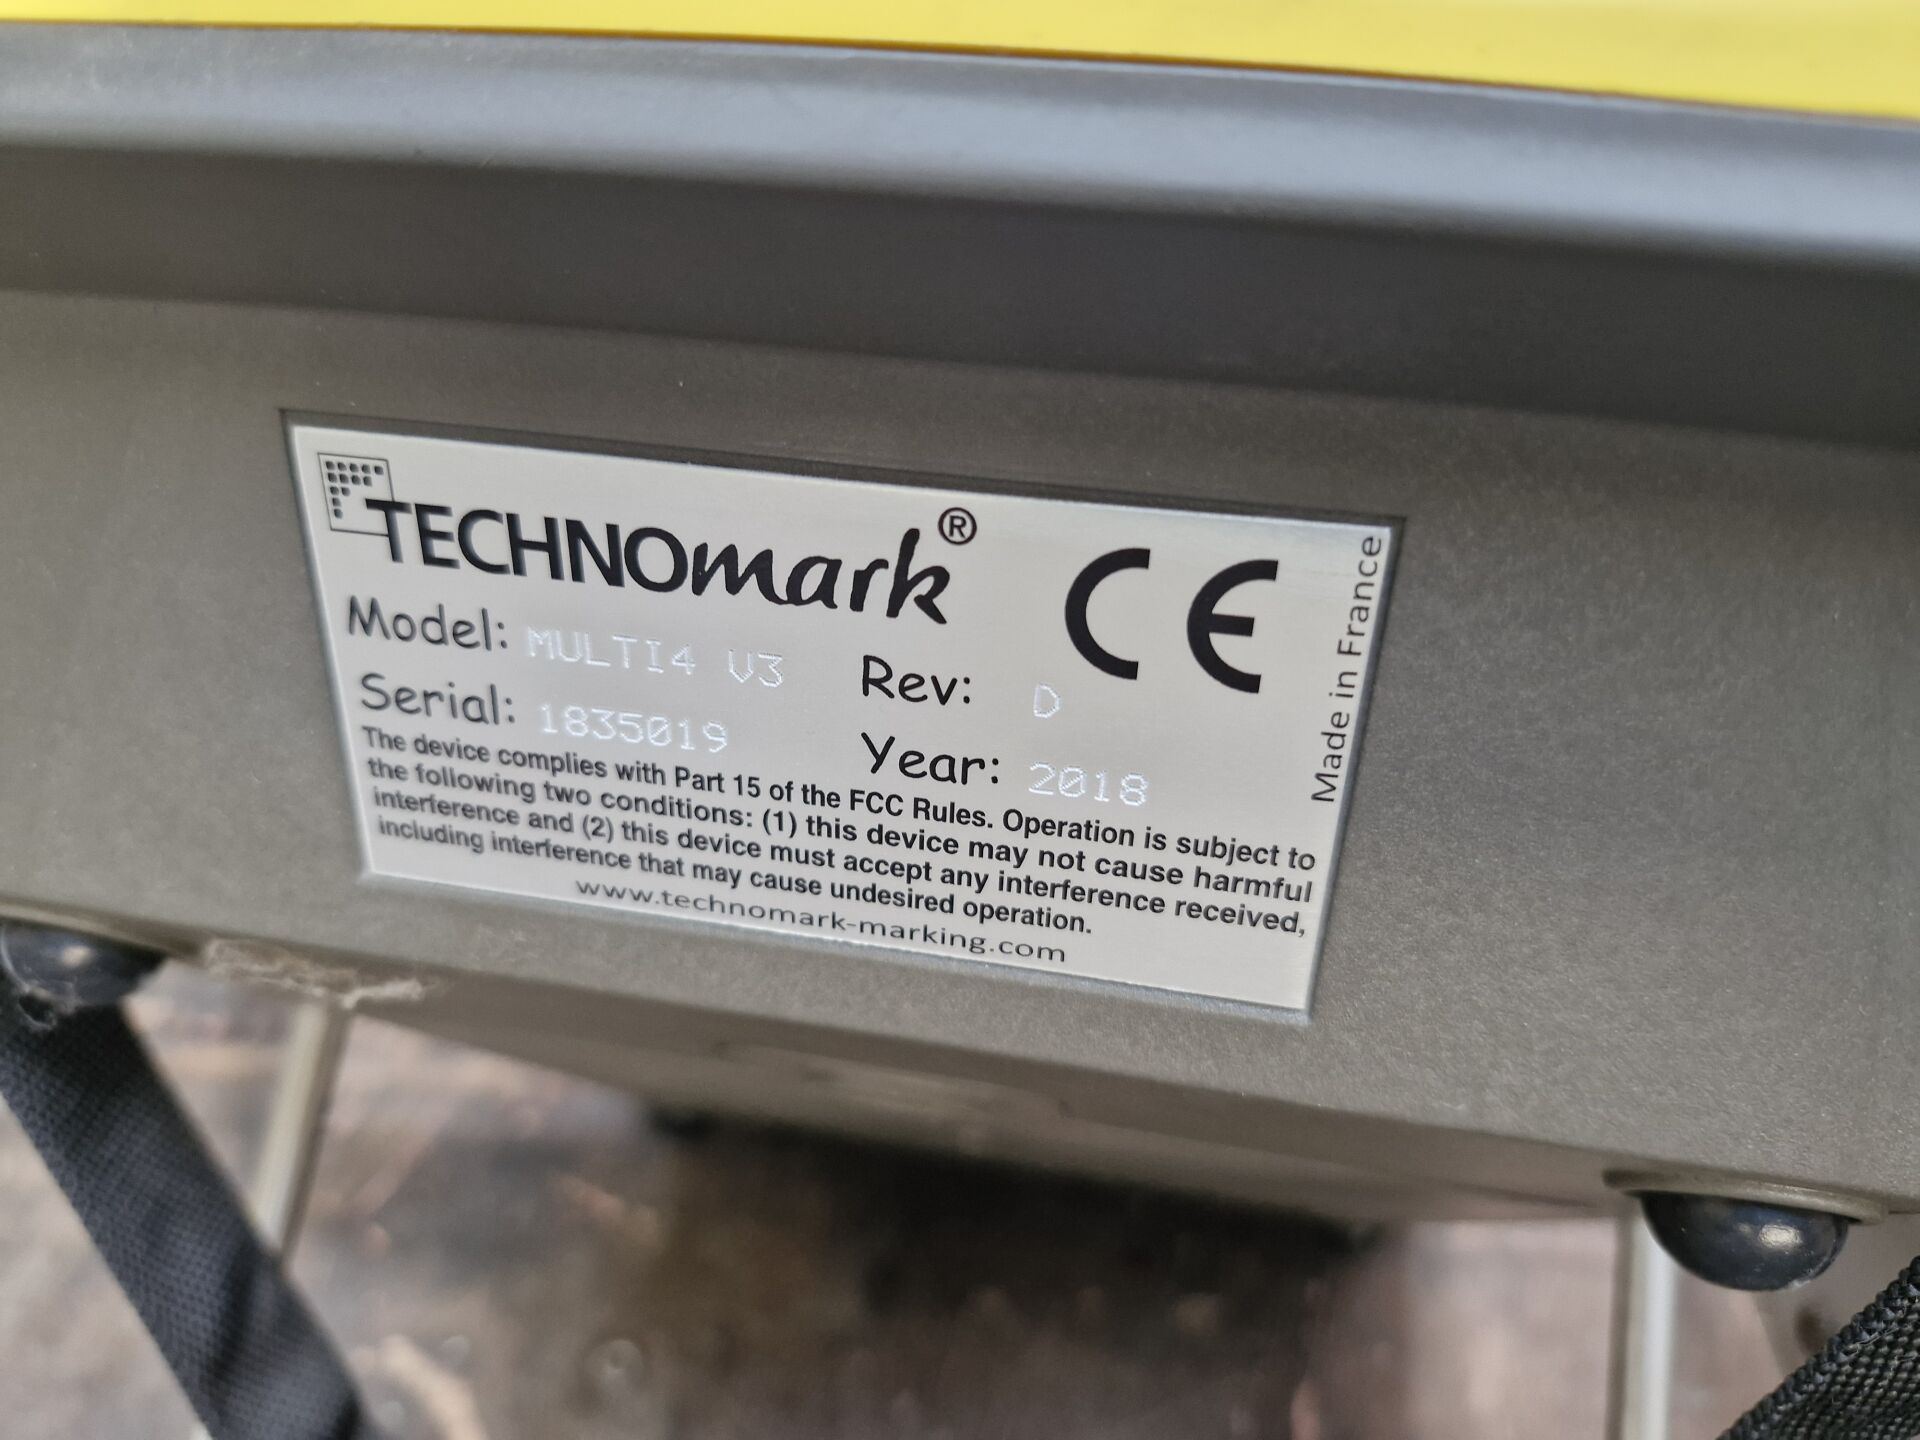 TECHNOmark®
CE
Made in France
Model: MULTI4 V3 Rev: D
Serial: 1835019 Year: 2018
The device complies with Part 15 of the FCC Rules. Operation is subject to
the following two conditions: (1) this device may not cause harmful
interference and (2) this device must accept any interference received,
including interference that may cause undesired operation.
www.technomark-marking.com